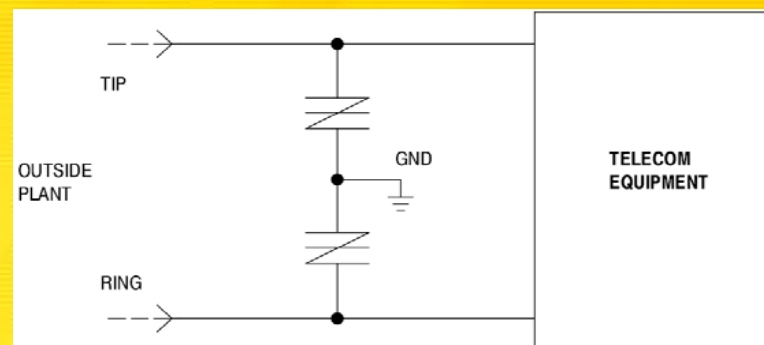 TIP
OUTSIDE
PLANT
GND
TELECOM
EQUIPMENT
RING